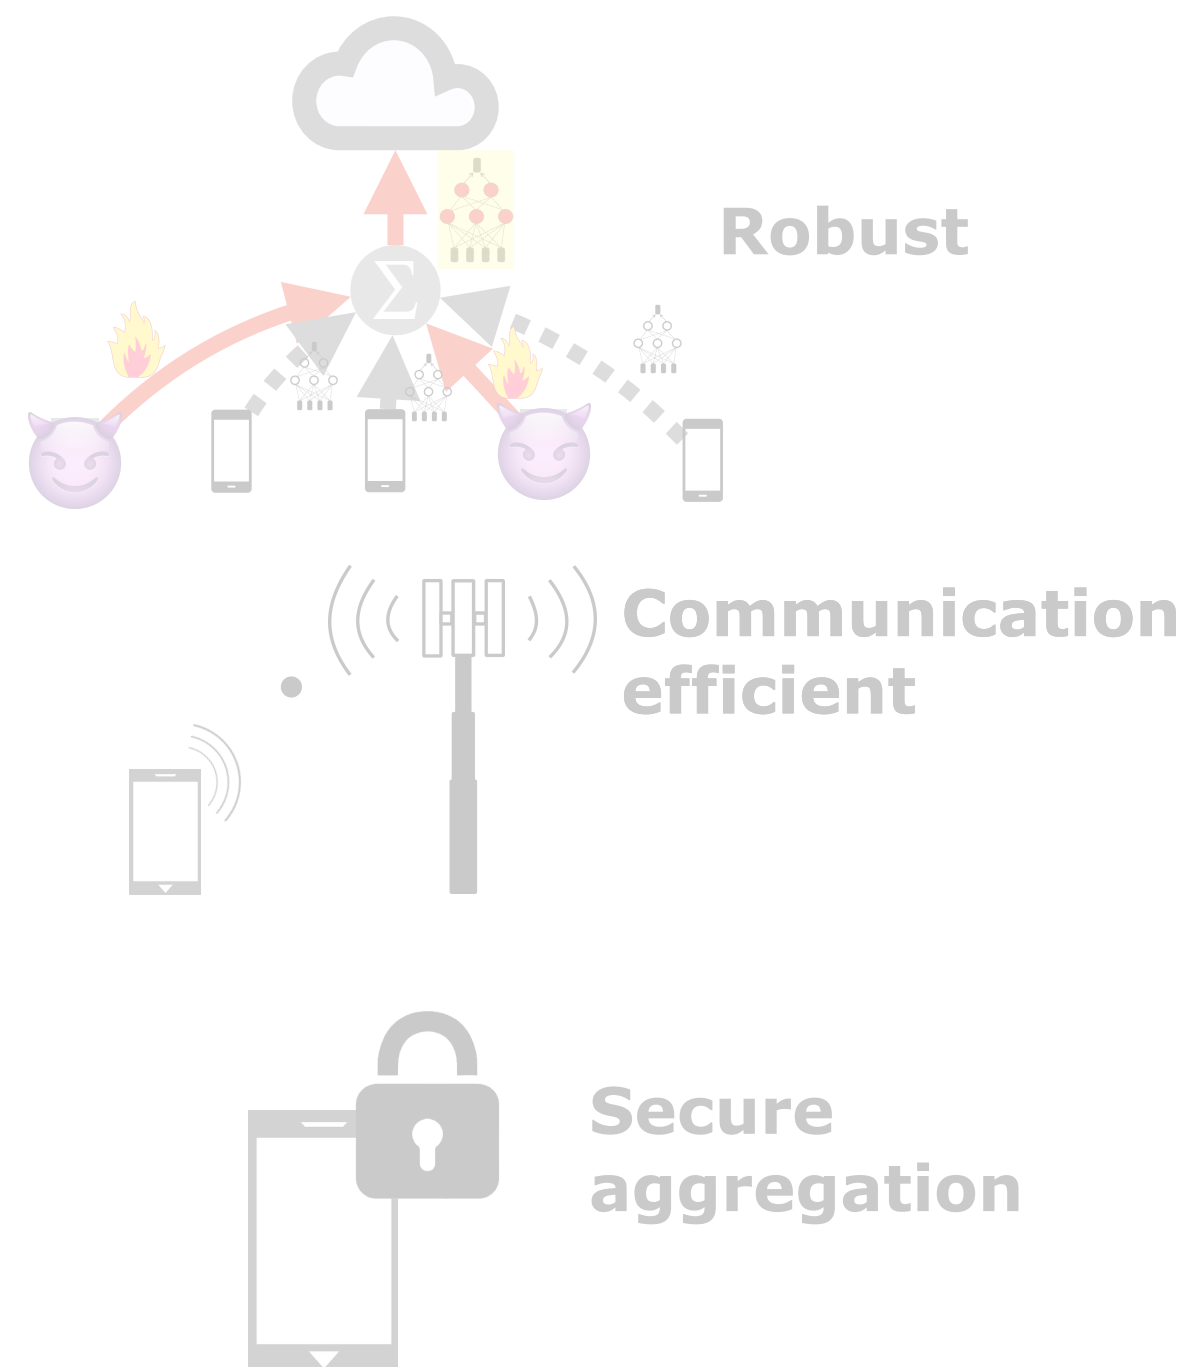 Σ
Robust
Communication
efficient
Secure
aggregation